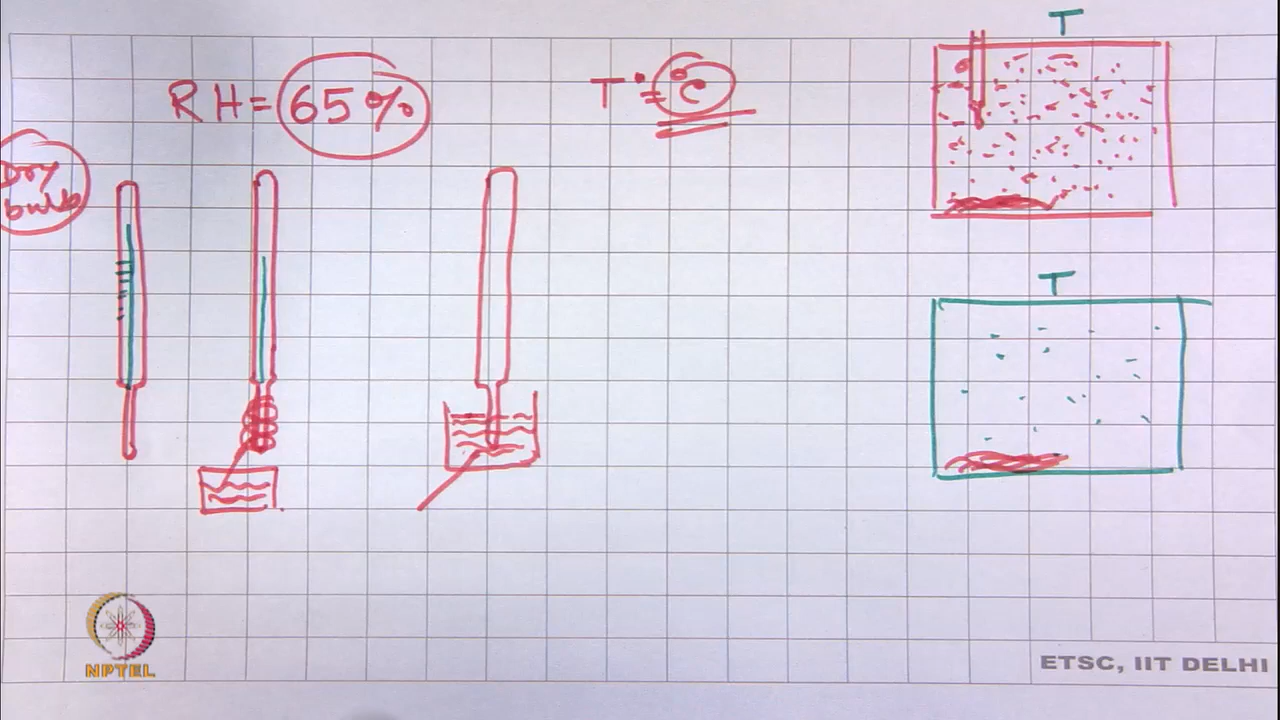 T
RH = 65%
T° = °C
Dry
bulb
T
NPTEL
ETSC, IIT DELHI